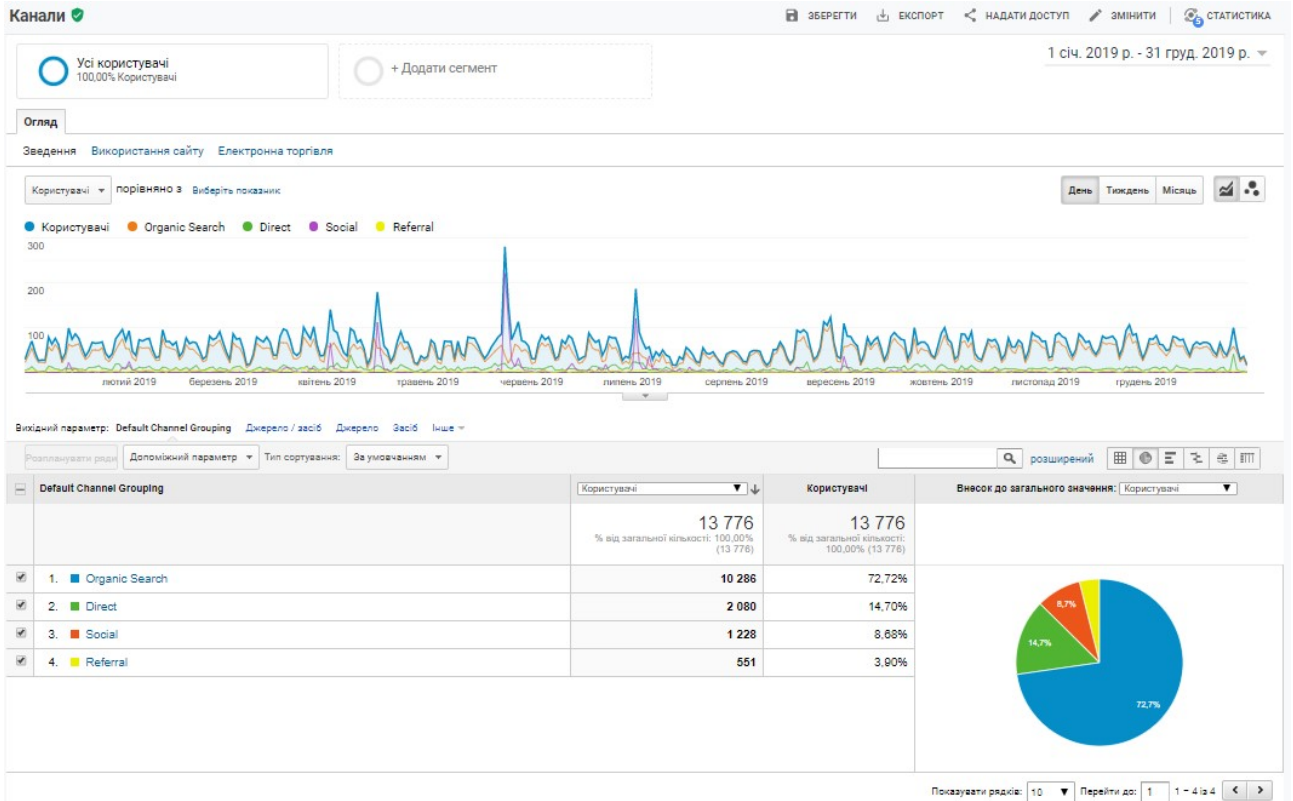 Канали
ЗБЕРЕГТИ ЕКСПОРТ НАДАТИ ДОСТУП ЗМІНИТИ 5 СТАТИСТИКА
1 січ. 2019 р. - 31 груд. 2019 р.
Усі користувачі
100,00% Користувачі
+ Додати сегмент
Огляд
Зведення Використання сайту Електронна торгівля
Користувачі порівняно з Виберіть показник
День Тиждень Місяць
Користувачі Organic Search Direct Social Referral
300
200
100
лютий 2019 березень 2019 квітень 2019 травень 2019 червень 2019 липень 2019 серпень 2019 вересень 2019 жовтень 2019 листопад 2019 грудень 2019
Вихідний параметр: Default Channel Grouping Джерело / засіб Джерело Засіб Інше
Розпланувати ряди Допоміжний параметр Тип сортування: За умовчанням
розширений
Default Channel Grouping Користувачі Користувачі Внесок до загального значення: Користувачі
13 776 13 776
% від загальної кількості: 100,00% % від загальної кількості:
(13 776) 100,00% (13 776)
1. Organic Search 10 286 72,72%
2. Direct 2 080 14,70%
3. Social 1 228 8,68%
4. Referral 551 3,90%
8,7%
14,7%
72,7%
Показувати рядків: 10 Перейти до: 1 1 – 4 із 4